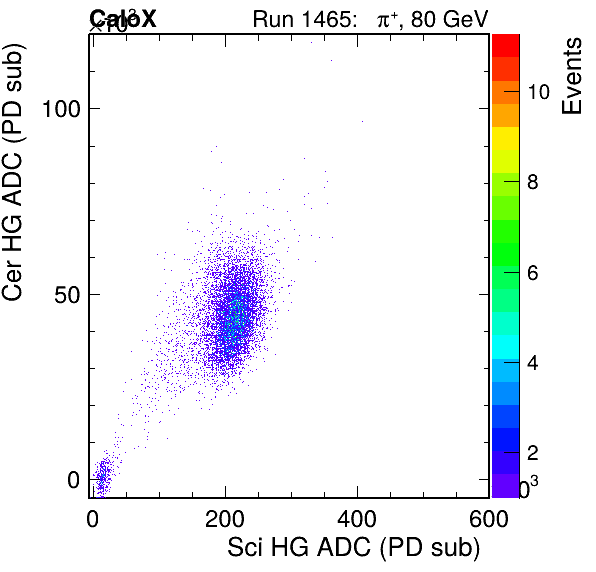 CaloX
×10³
Run 1465: π⁺, 80 GeV
Cer HG ADC (PD sub)
100
50
0
0
200
400
600
Sci HG ADC (PD sub)
Events
10
8
6
4
2